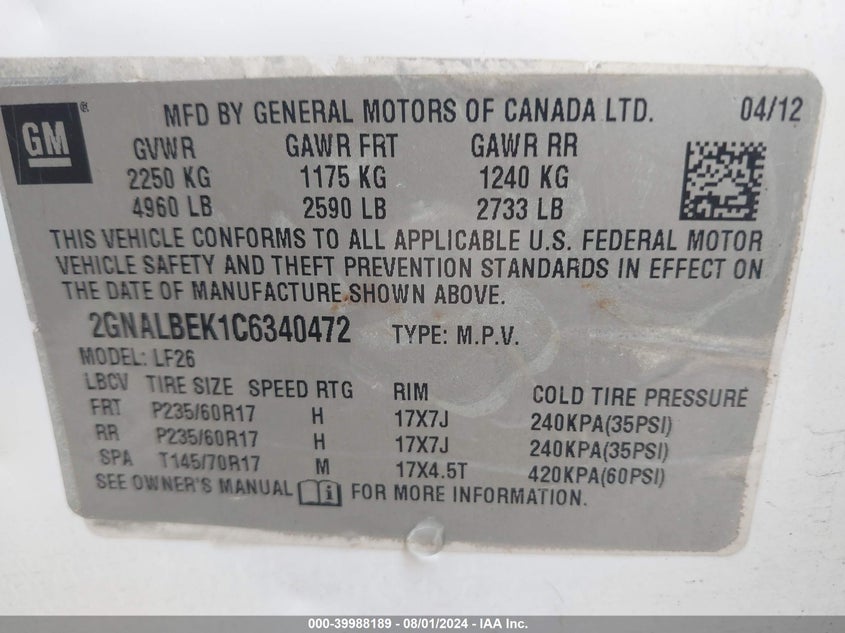 GM ® MFD BY GENERAL MOTORS OF CANADA LTD. 04/12
GVWR GAWR FRT GAWR RR
2250 KG 1175 KG 1240 KG
4960 LB 2590 LB 2733 LB
THIS VEHICLE CONFORMS TO ALL APPLICABLE U.S. FEDERAL MOTOR
VEHICLE SAFETY AND THEFT PREVENTION STANDARDS IN EFFECT ON
THE DATE OF MANUFACTURE SHOWN ABOVE.
2GNALBEK1C6340472 TYPE: M.P.V.
MODEL: LF26
LBCV TIRE SIZE SPEED RTG RIM COLD TIRE PRESSURE
FRT P235/60R17 H 17X7J 240KPA(35PSI)
RR P235/60R17 H 17X7J 240KPA(35PSI)
SPA T145/70R17 M 17X4.5T 420KPA(60PSI)
SEE OWNER'S MANUAL FOR MORE INFORMATION.
000-39988189 - 08/01/2024 - IAA Inc.